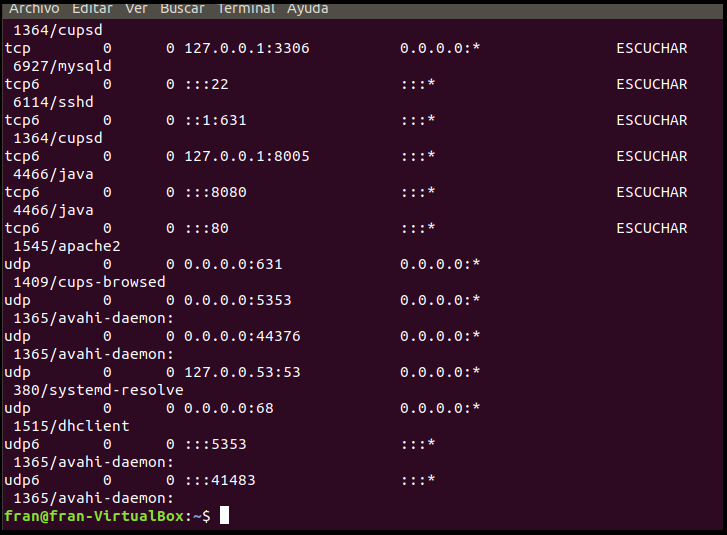 Archivo Editar Ver Buscar Terminal Ayuda
1364/cupsd
tcp 0 0 127.0.0.1:3306 0.0.0.0:* ESCUCHAR
6927/mysqld
tcp6 0 0 :::22 :::* ESCUCHAR
6114/sshd
tcp6 0 0 ::1:631 :::* ESCUCHAR
1364/cupsd
tcp6 0 0 127.0.0.1:8005 :::* ESCUCHAR
4466/java
tcp6 0 0 :::8080 :::* ESCUCHAR
4466/java
tcp6 0 0 :::80 :::* ESCUCHAR
1545/apache2
udp 0 0 0.0.0.0:631 0.0.0.0:*
1409/cups-browsed
udp 0 0 0.0.0.0:5353 0.0.0.0:*
1365/avahi-daemon:
udp 0 0 0.0.0.0:44376 0.0.0.0:*
1365/avahi-daemon:
udp 0 0 127.0.0.53:53 0.0.0.0:*
380/systemd-resolve
udp 0 0 0.0.0.0:68 0.0.0.0:*
1515/dhclient
udp6 0 0 :::5353 :::*
1365/avahi-daemon:
udp6 0 0 :::41483 :::*
1365/avahi-daemon:
fran@fran-VirtualBox:~$